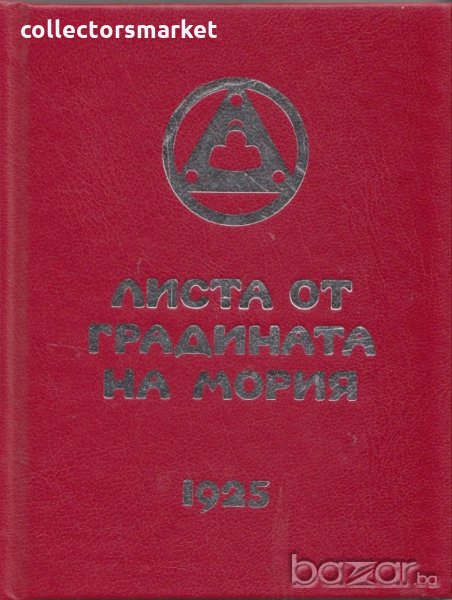 collectorsmarket
ЛИСТА ОТ
ГРАДИНАТА
НА МОРИЯ
1925
bazar.bg